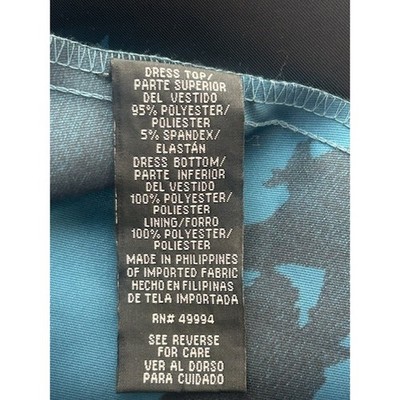 DRESS TOP/
PARTE SUPERIOR
DEL VESTIDO
95% POLYESTER/
POLIESTER
5% SPANDEX/
ELASTÁN
DRESS BOTTOM/
PARTE INFERIOR
DEL VESTIDO
100% POLYESTER/
POLIESTER
LINING/FORRO
100% POLYESTER/
POLIESTER
MADE IN PHILIPPINES
OF IMPORTED FABRIC
HECHO EN FILIPINAS
DE TELA IMPORTADA
RN# 49994
SEE REVERSE
FOR CARE
VER AL DORSO
PARA CUIDADO